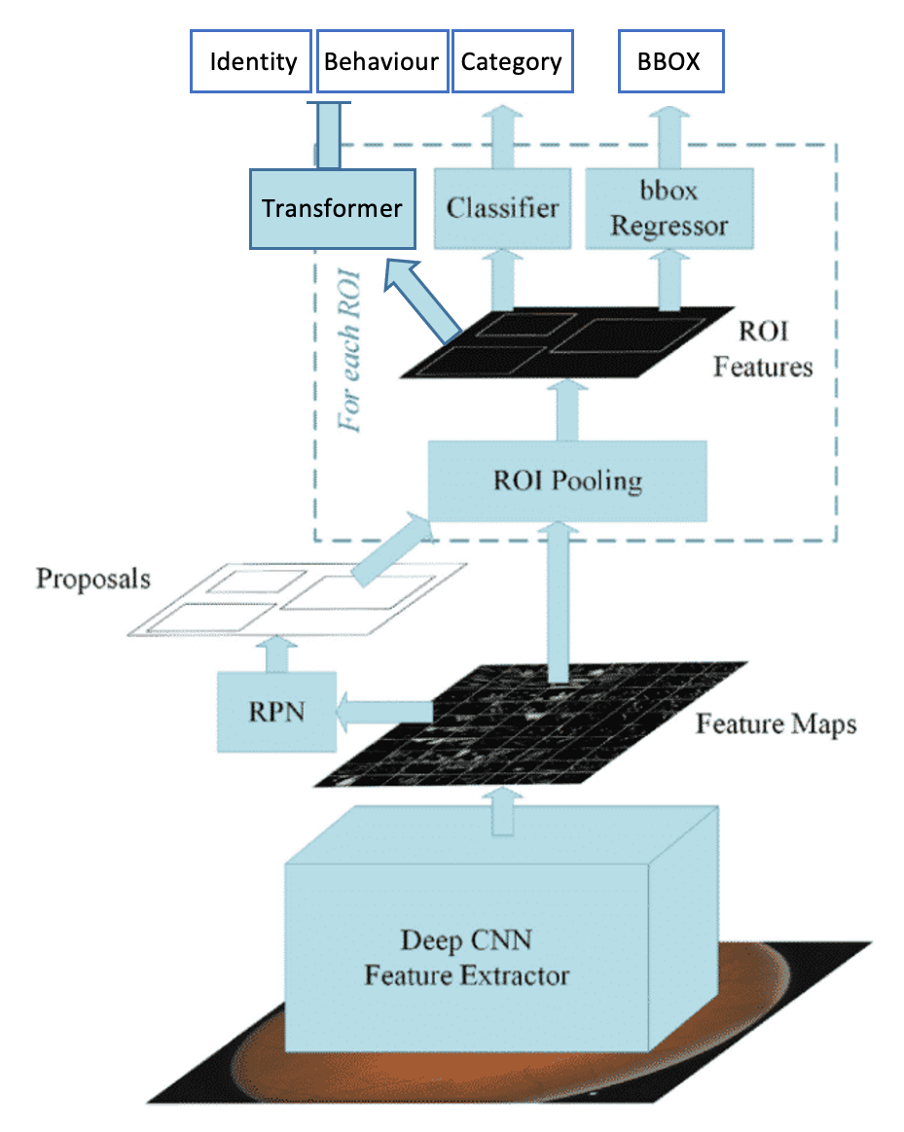 Identity Behaviour Category BBOX
Transformer
Classifier
bbox
Regressor
For each ROI
ROI
Features
ROI Pooling
Proposals
RPN
Feature Maps
Deep CNN
Feature Extractor